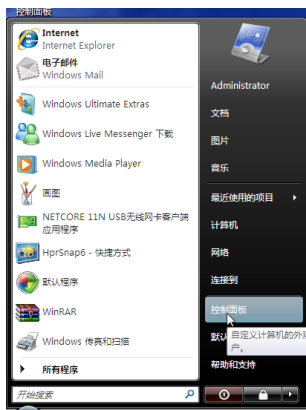 控制面板
Internet
Internet Explorer
电子邮件
Windows Mail
Windows Ultimate Extras
Windows Live Messenger 下载
Windows Media Player
画图
NETCORE 11N USB无线网卡客户端
应用程序
HprSnap6 - 快捷方式
默认程序
WinRAR
Windows 传真和扫描
所有程序
开始搜索
Administrator
文档
图片
音乐
最近使用的项目
计算机
网络
连接到
控制面板
默认
自定义计算机的外观
户。
帮助和支持